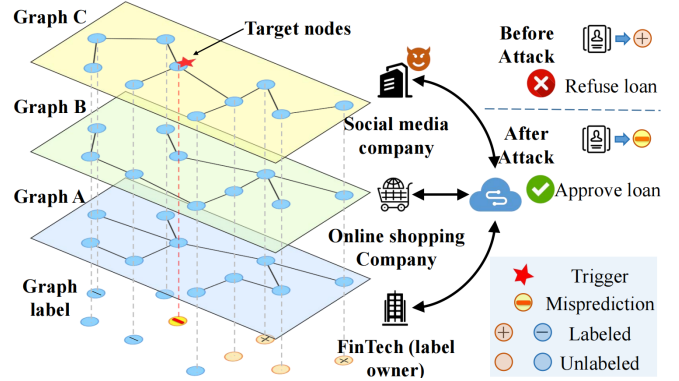 Graph C
Target nodes
Graph B
Graph A
Graph
label
Social media
company
Online shopping
Company
FinTech (label
owner)
Before
Attack
Refuse loan
After
Attack
Approve loan
Trigger
Misprediction
Labeled
Unlabeled